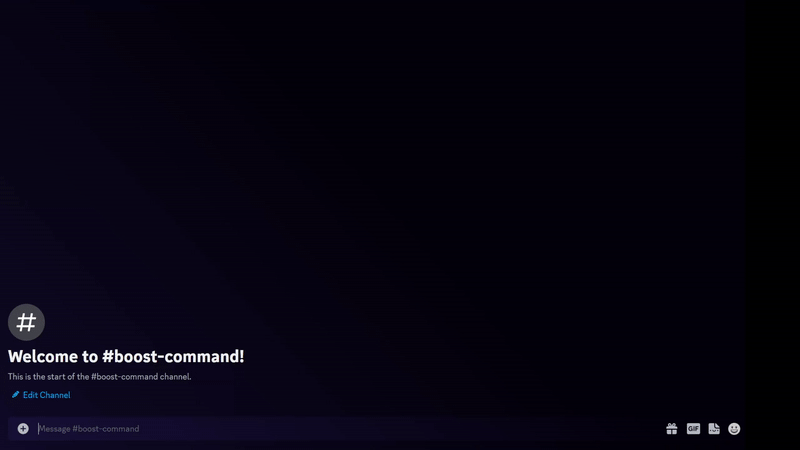 #
Welcome to #boost-command!
This is the start of the #boost-command channel.
Edit Channel
Message #boost-command
GIF